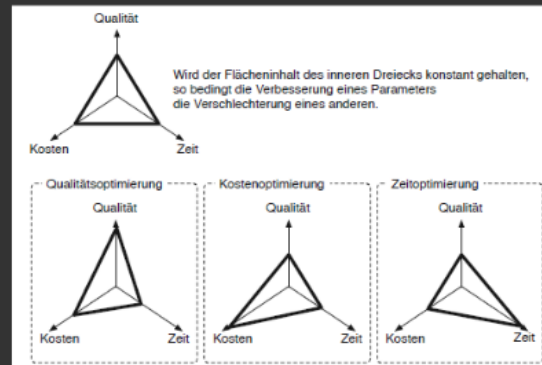 Qualität
Wird der Flächeninhalt des inneren Dreiecks konstant gehalten,
so bedingt die Verbesserung eines Parameters
die Verschlechterung eines anderen.
Kosten
Zeit
Qualitätsoptimierung
Qualität
Kosten
Zeit
Kostenoptimierung
Qualität
Kosten
Zeit
Zeitoptimierung
Qualität
Kosten
Zeit